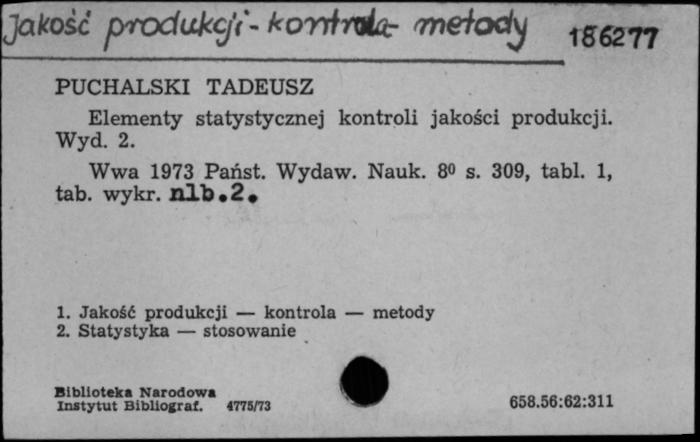 Jakość produkcji - kontrola - metody 186277
PUCHALSKI TADEUSZ
Elementy statystycznej kontroli jakości produkcji.
Wyd. 2.
Wwa 1973 Państ. Wydaw. Nauk. 8⁰ s. 309, tabl. 1,
tab. wykr. nlb.2.
1. Jakość produkcji — kontrola — metody
2. Statystyka — stosowanie
Biblioteka Narodowa
Instytut Bibliograf. 4775/73 658.56:62:311